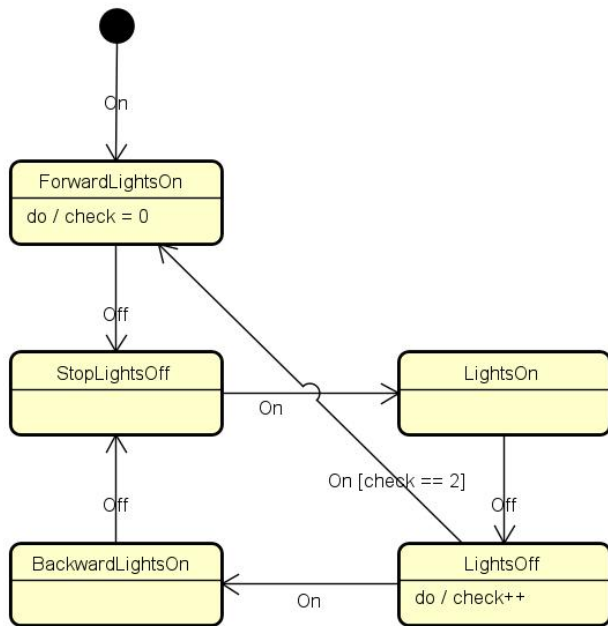 On
ForwardLightsOn
do / check = 0
Off
StopLightsOff
LightsOn
On
On [check == 2]
Off
Off
BackwardLightsOn
LightsOff
do / check++
On